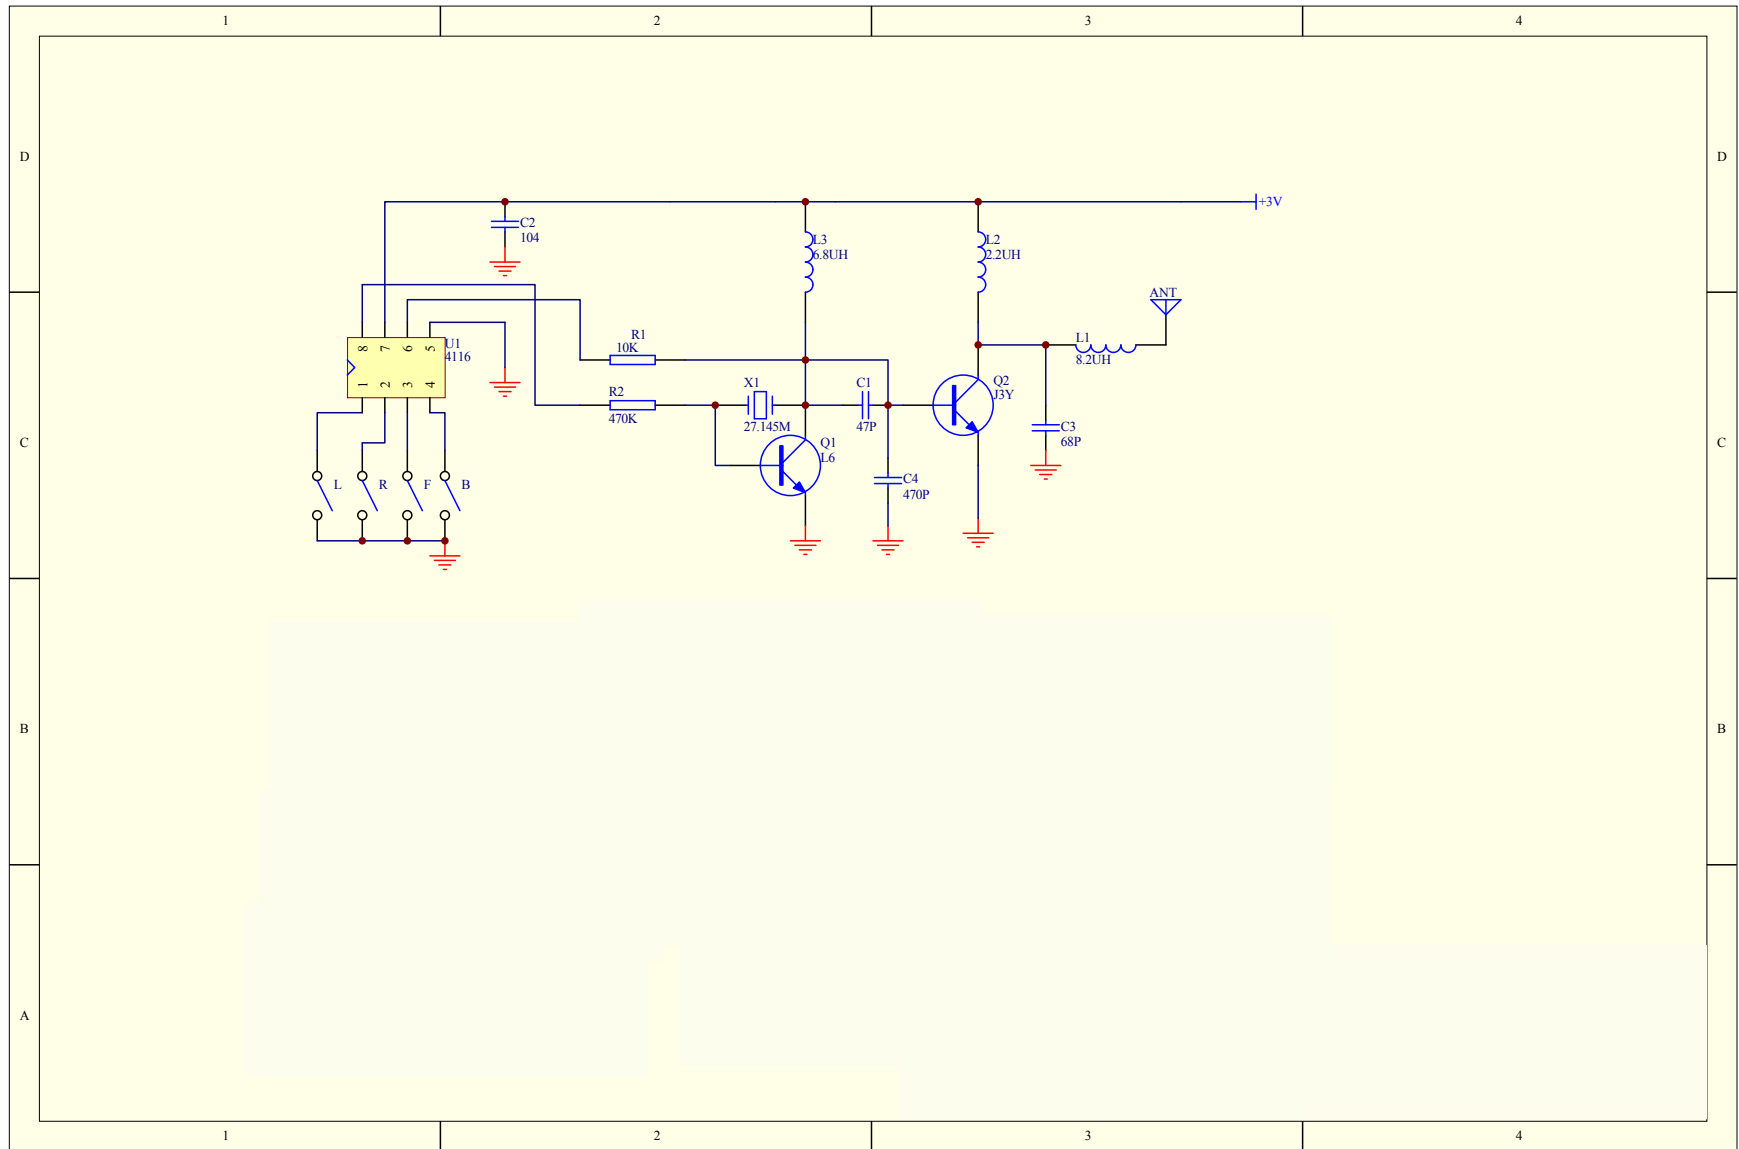 1 2 3 4
D D
+3V
C2
104
L3
6.8UH
L2
2.2UH
ANT
8 7 6 5
U1
4116
1 2 3 4
R1
10K
L1
8.2UH
R2
470K
X1
27.145M
C1
47P
Q2
J3Y
C C
Q1
L6
C3
68P
C4
470P
L R F B
B B
A A
1 2 3 4